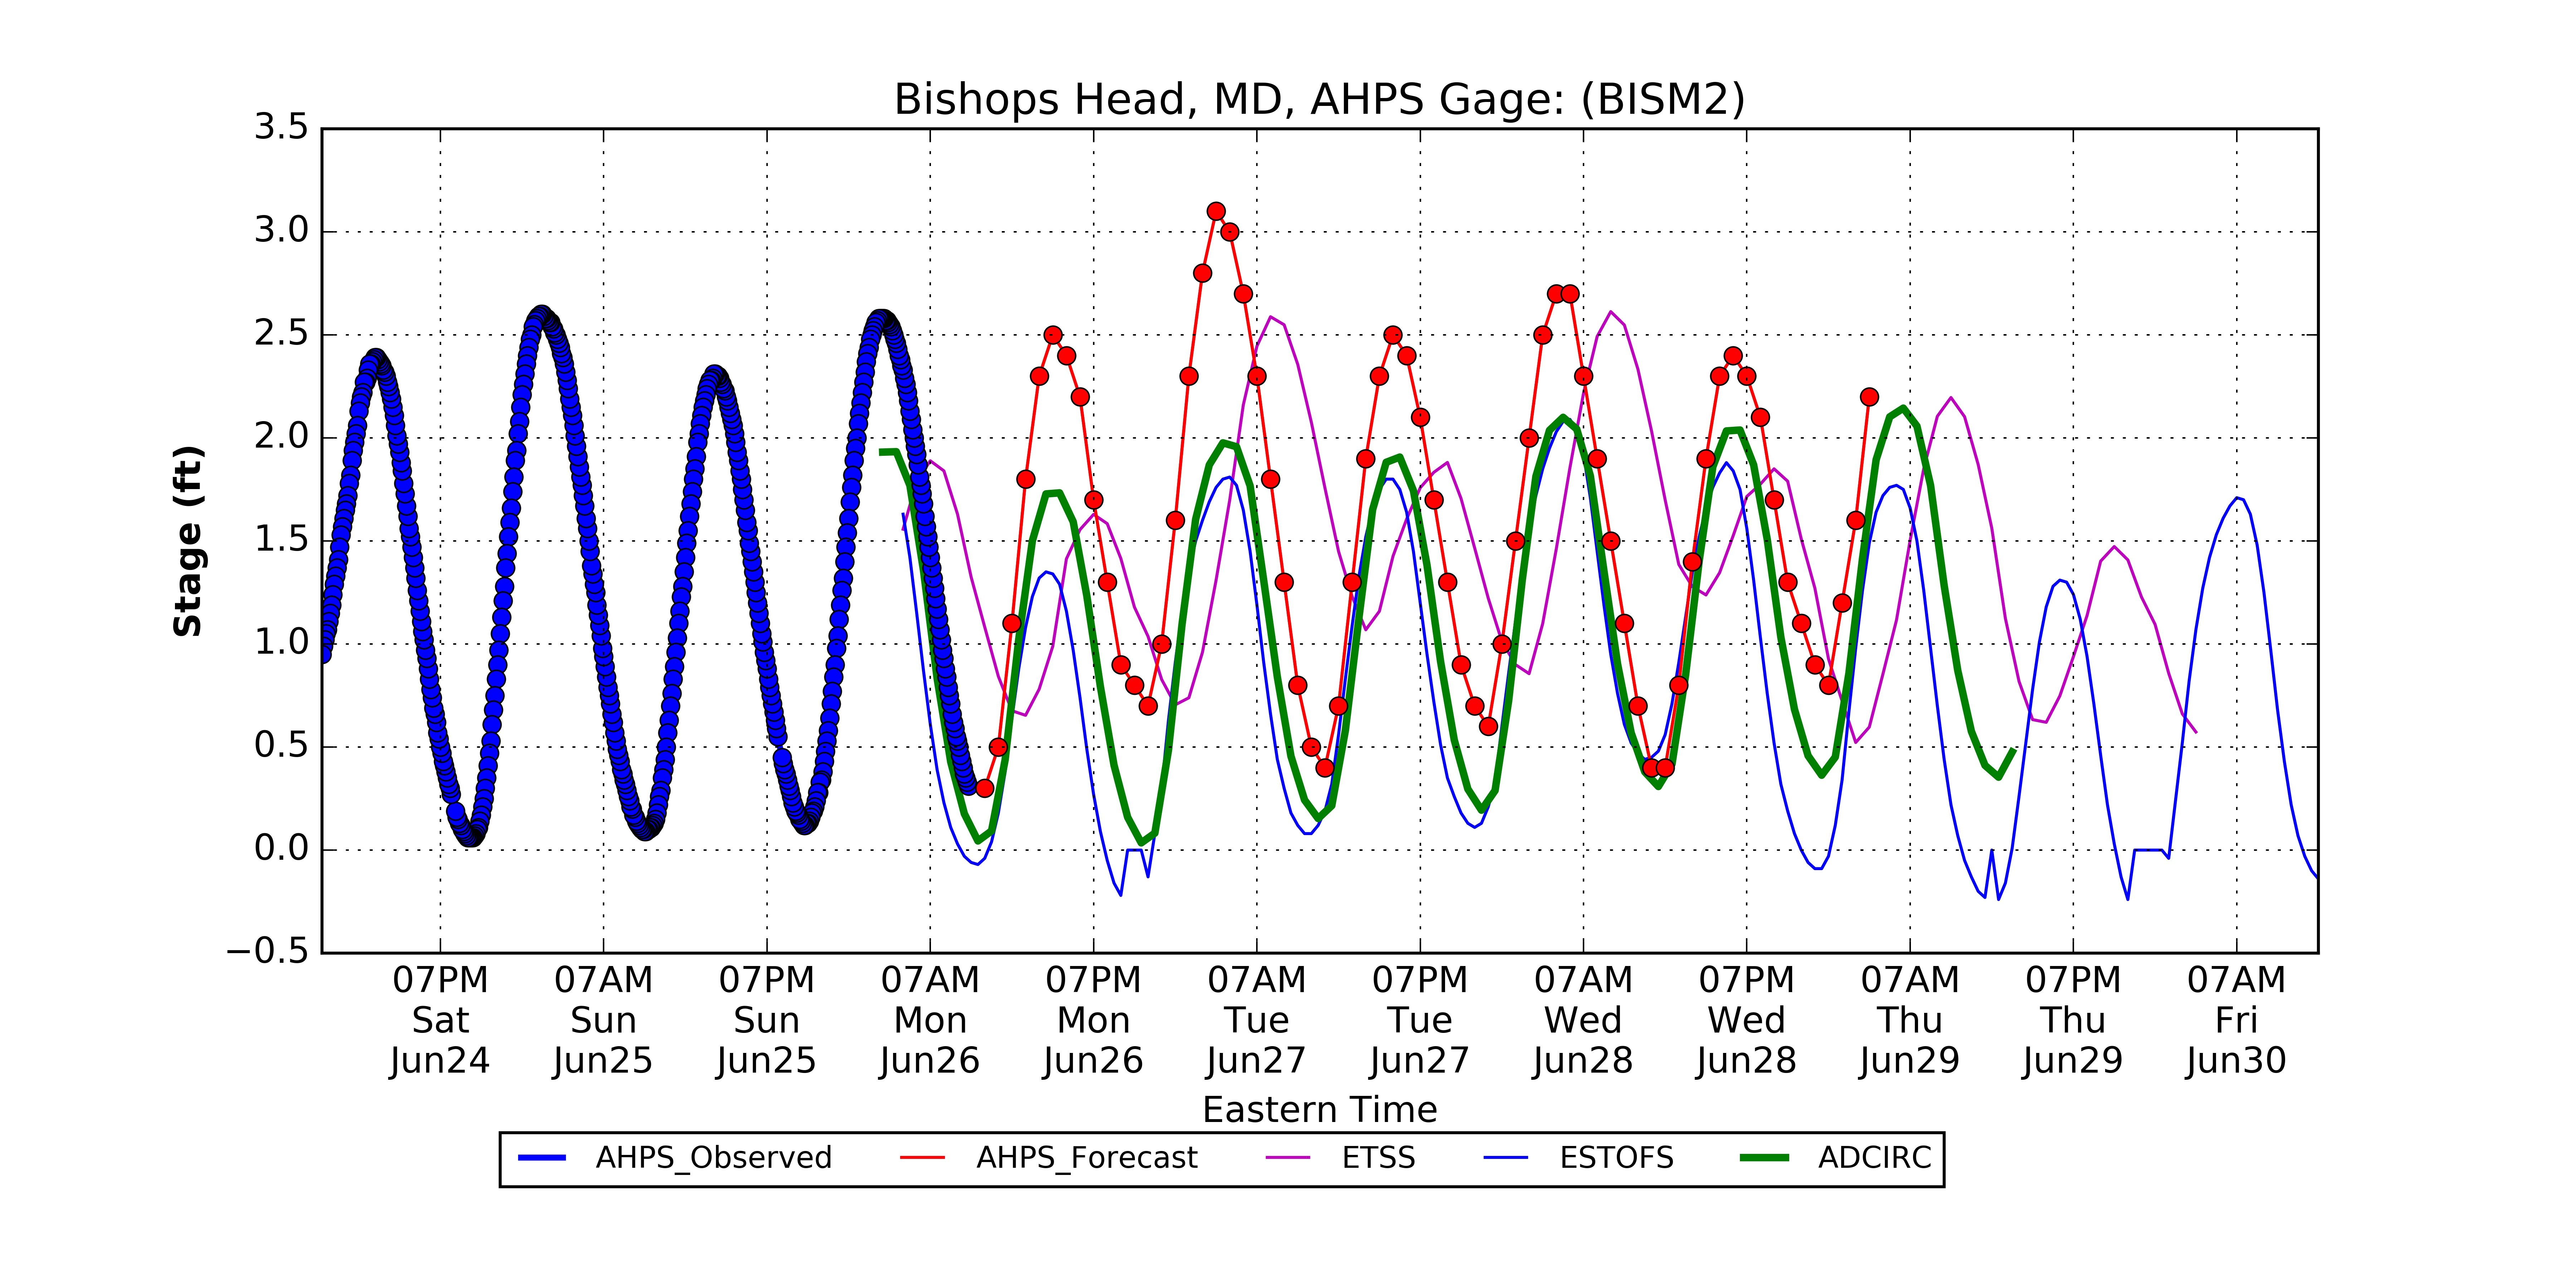 Bishops Head, MD, AHPS Gage: (BISM2)
3.5
3.0
2.5
2.0
1.5
1.0
0.5
0.0
−0.5
Stage (ft)
07PM 07AM 07PM 07AM 07PM 07AM 07PM 07AM 07PM 07AM 07PM 07AM
Sat Sun Sun Mon Mon Tue Tue Wed Wed Thu Thu Fri
Jun24 Jun25 Jun25 Jun26 Jun26 Jun27 Jun27 Jun28 Jun28 Jun29 Jun29 Jun30
Eastern Time
AHPS_Observed AHPS_Forecast ETSS ESTOFS ADCIRC